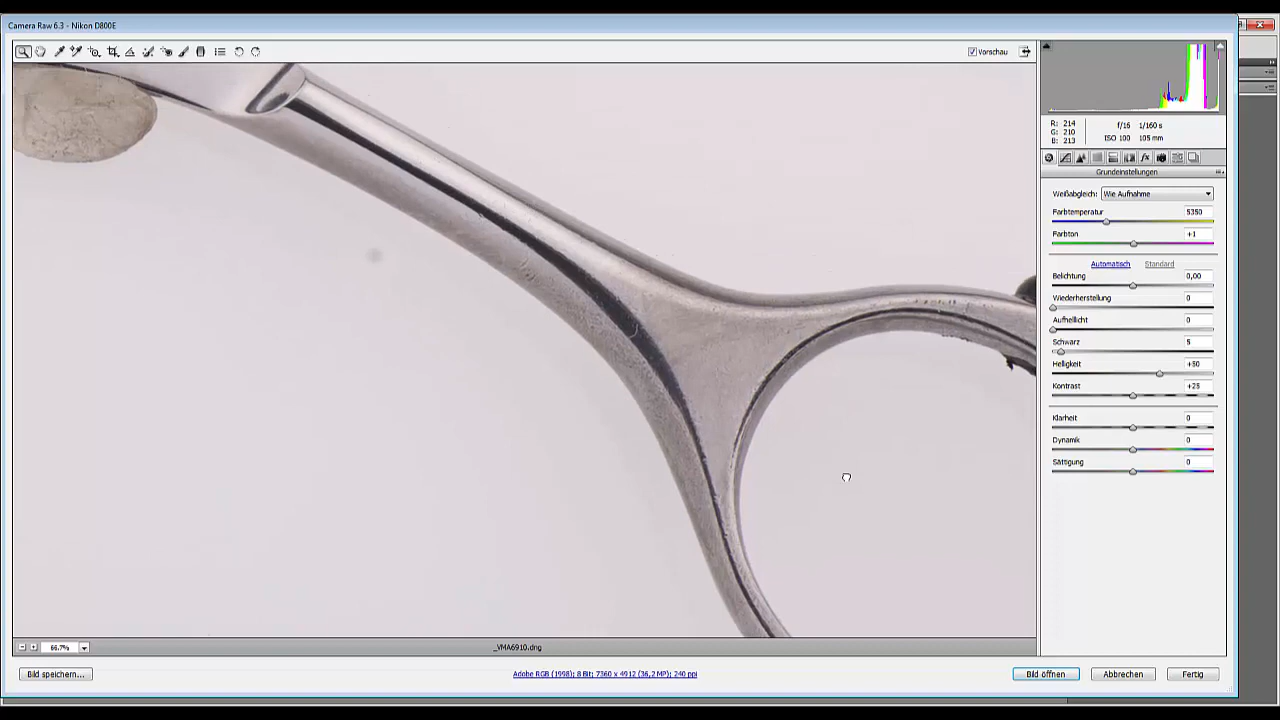 Camera Raw 6.3 - Nikon D800E
Vorschau
R: 214
G: 210
B: 213
f/16 1/160 s
ISO 100 105 mm
Grundeinstellungen
Weißabgleich: Wie Aufnahme
Farbtemperatur 5350
Farbton +1
Automatisch Standard
Belichtung 0,00
Wiederherstellung 0
Aufhelllicht 0
Schwarz 5
Helligkeit +50
Kontrast +25
Klarheit 0
Dynamik 0
Sättigung 0
66.7% _VMA6910.dng
Bild speichern... Adobe RGB (1998); 8 Bit; 7360 x 4912 (36,2 MP); 240 ppi Bild öffnen Abbrechen Fertig